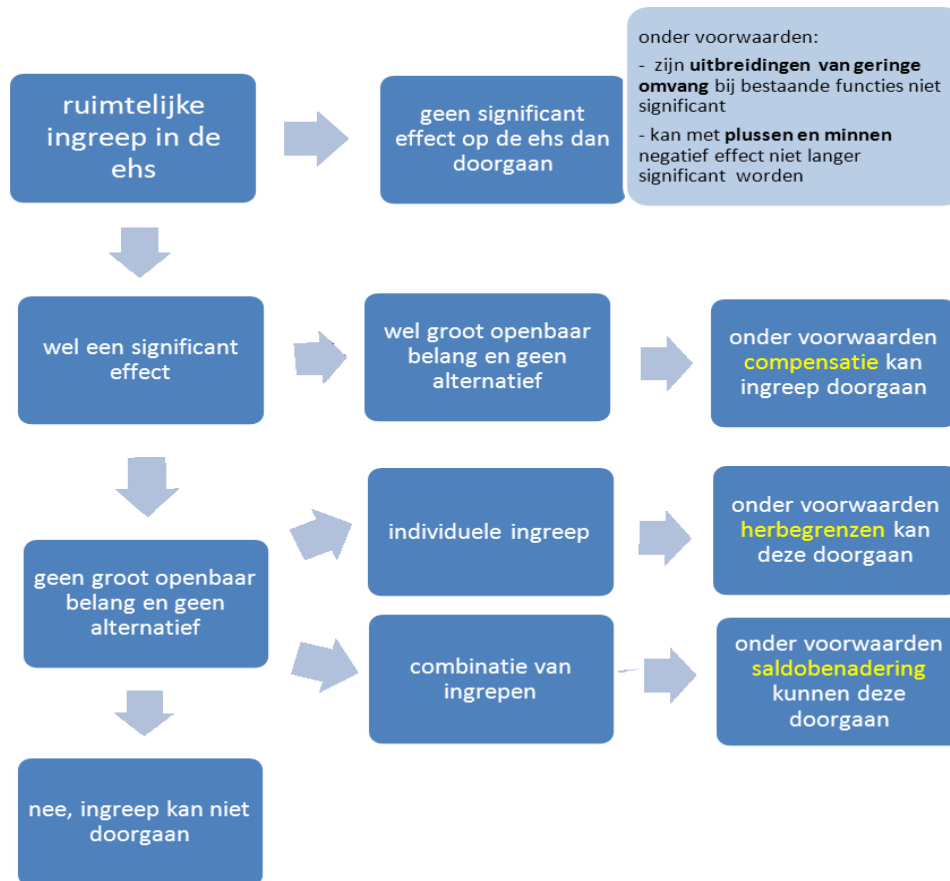 ruimtelijke
ingreep in de
ehs
geen significant
effect op de ehs dan
doorgaan
onder voorwaarden:
- zijn uitbreidingen van geringe
omvang bij bestaande functies niet
significant
- kan met plussen en minnen
negatief effect niet langer
significant worden
wel een significant
effect
wel groot openbaar
belang en geen
alternatief
onder voorwaarden
compensatie kan
ingreep doorgaan
geen groot openbaar
belang en geen
alternatief
individuele ingreep
onder voorwaarden
herbegrenzen kan
deze doorgaan
combinatie van
ingrepen
onder voorwaarden
saldobenadering
kunnen deze
doorgaan
nee, ingreep kan niet
doorgaan